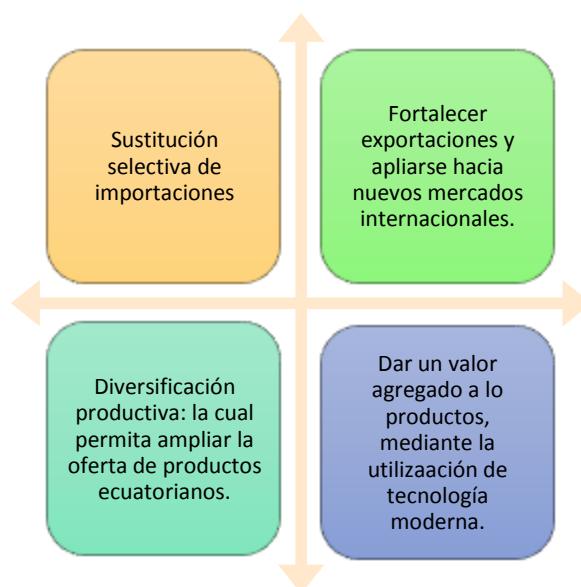 Sustitución
selectiva de
importaciones
Fortalecer
exportaciones y
apliarse hacia
nuevos mercados
internacionales.
Diversificación
productiva: la cual
permita ampliar la
oferta de productos
ecuatorianos.
Dar un valor
agregado a lo
productos,
mediante la
utilizaación de
tecnología
moderna.